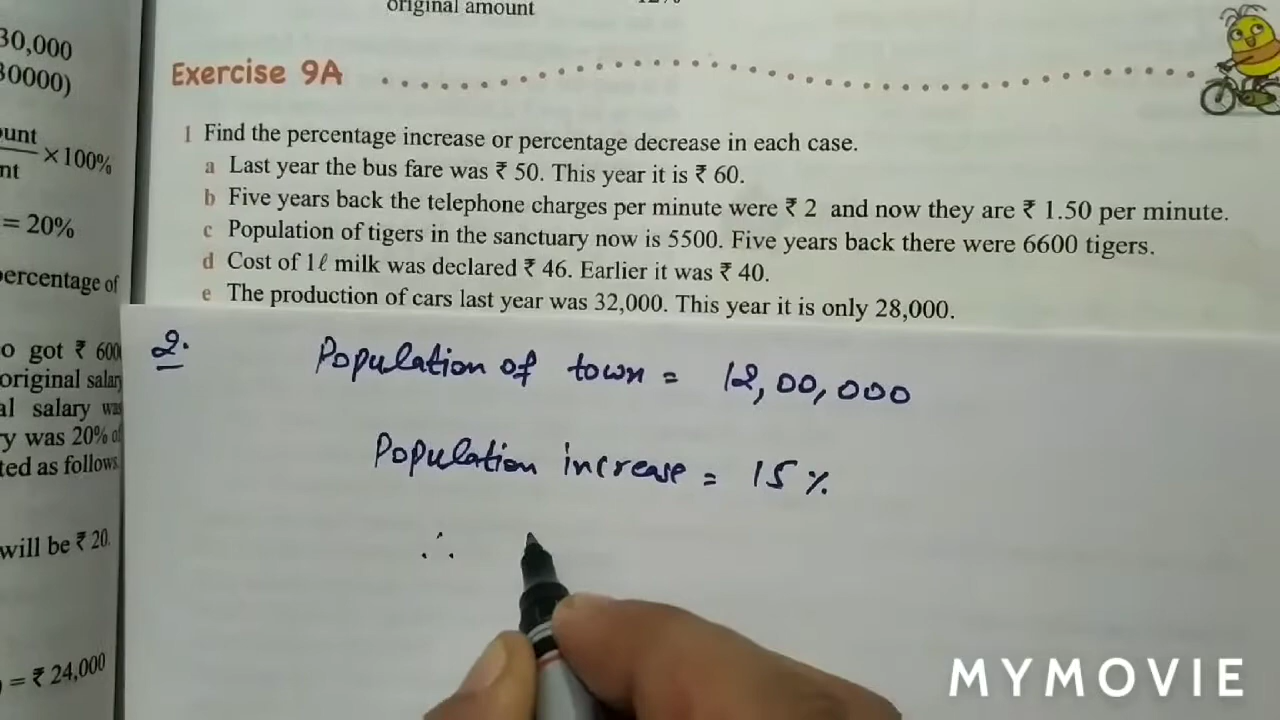 original amount
30,000
30000)
Exercise 9A
1 Find the percentage increase or percentage decrease in each case.
a Last year the bus fare was ₹ 50. This year it is ₹ 60.
b Five years back the telephone charges per minute were ₹ 2 and now they are ₹ 1.50 per minute.
c Population of tigers in the sanctuary now is 5500. Five years back there were 6600 tigers.
d Cost of 1ℓ milk was declared ₹ 46. Earlier it was ₹ 40.
e The production of cars last year was 32,000. This year it is only 28,000.
unt
nt
×100%
= 20%
ercentage of
o got ₹ 600
original salary
al salary was
y was 20% o
ted as follows.
will be ₹ 20.
= ₹ 24,000
2.
Population of town = 12,00,000
Population increase = 15 %
∴
MYMOVIE